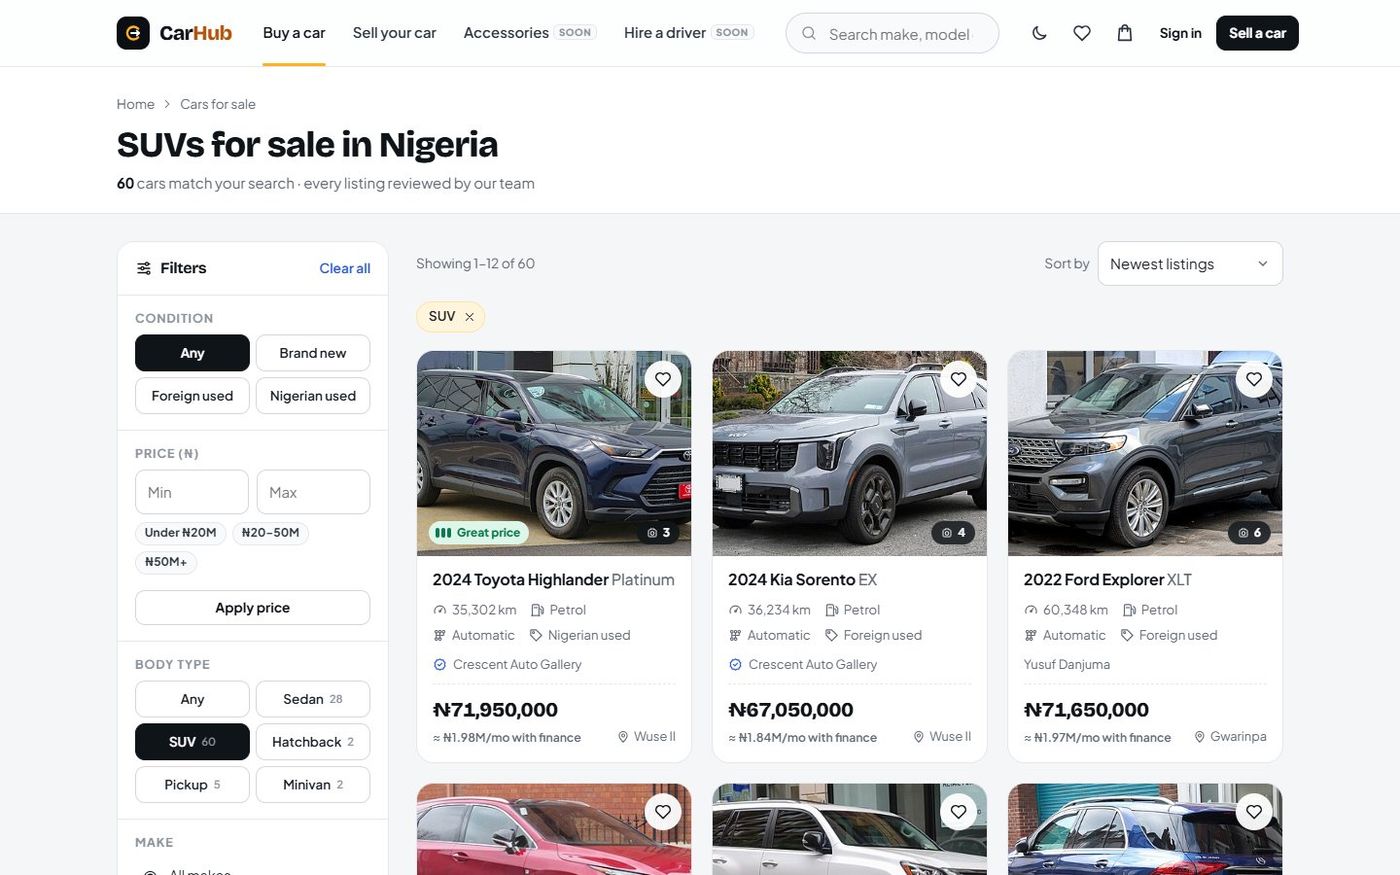 CarHub
Buy a car
Sell your car
Accessories SOON
Hire a driver SOON
Search make, model
Sign in
Sell a car
Home > Cars for sale
SUVs for sale in Nigeria
60 cars match your search · every listing reviewed by our team
Filters
Clear all
CONDITION
Any
Brand new
Foreign used
Nigerian used
PRICE (₦)
Min
Max
Under ₦20M
₦20–50M
₦50M+
Apply price
BODY TYPE
Any
Sedan 28
SUV 60
Hatchback 2
Pickup 5
Minivan 2
MAKE
All makes
Showing 1–12 of 60
Sort by
Newest listings
SUV ×
Great price
3
2024 Toyota Highlander Platinum
35,302 km
Petrol
Automatic
Nigerian used
Crescent Auto Gallery
₦71,950,000
≈ ₦1.98M/mo with finance
Wuse II
4
2024 Kia Sorento EX
36,234 km
Petrol
Automatic
Foreign used
Crescent Auto Gallery
₦67,050,000
≈ ₦1.84M/mo with finance
Wuse II
6
2022 Ford Explorer XLT
60,348 km
Petrol
Automatic
Foreign used
Yusuf Danjuma
₦71,650,000
≈ ₦1.97M/mo with finance
Gwarinpa